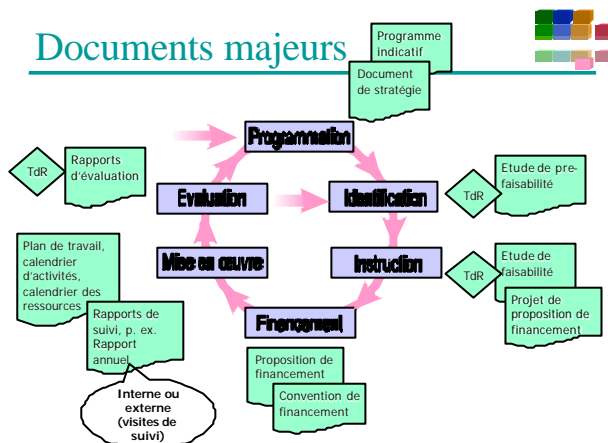 Documents majeurs
Programme
indicatif
Document
de stratégie
Programmation
TdR
Rapports
d'évaluation
Evaluation
Identification
TdR
Etude de pre-
faisabilité
Plan de travail,
calendrier
d'activités,
calendrier des
ressources
Mise en œuvre
Instruction
TdR
Etude de
faisabilité
Projet de
proposition de
financement
Rapports de
suivi, p. ex.
Rapport
annuel
Financement
Proposition de
financement
Convention de
financement
Interne ou
externe
(visites de
suivi)